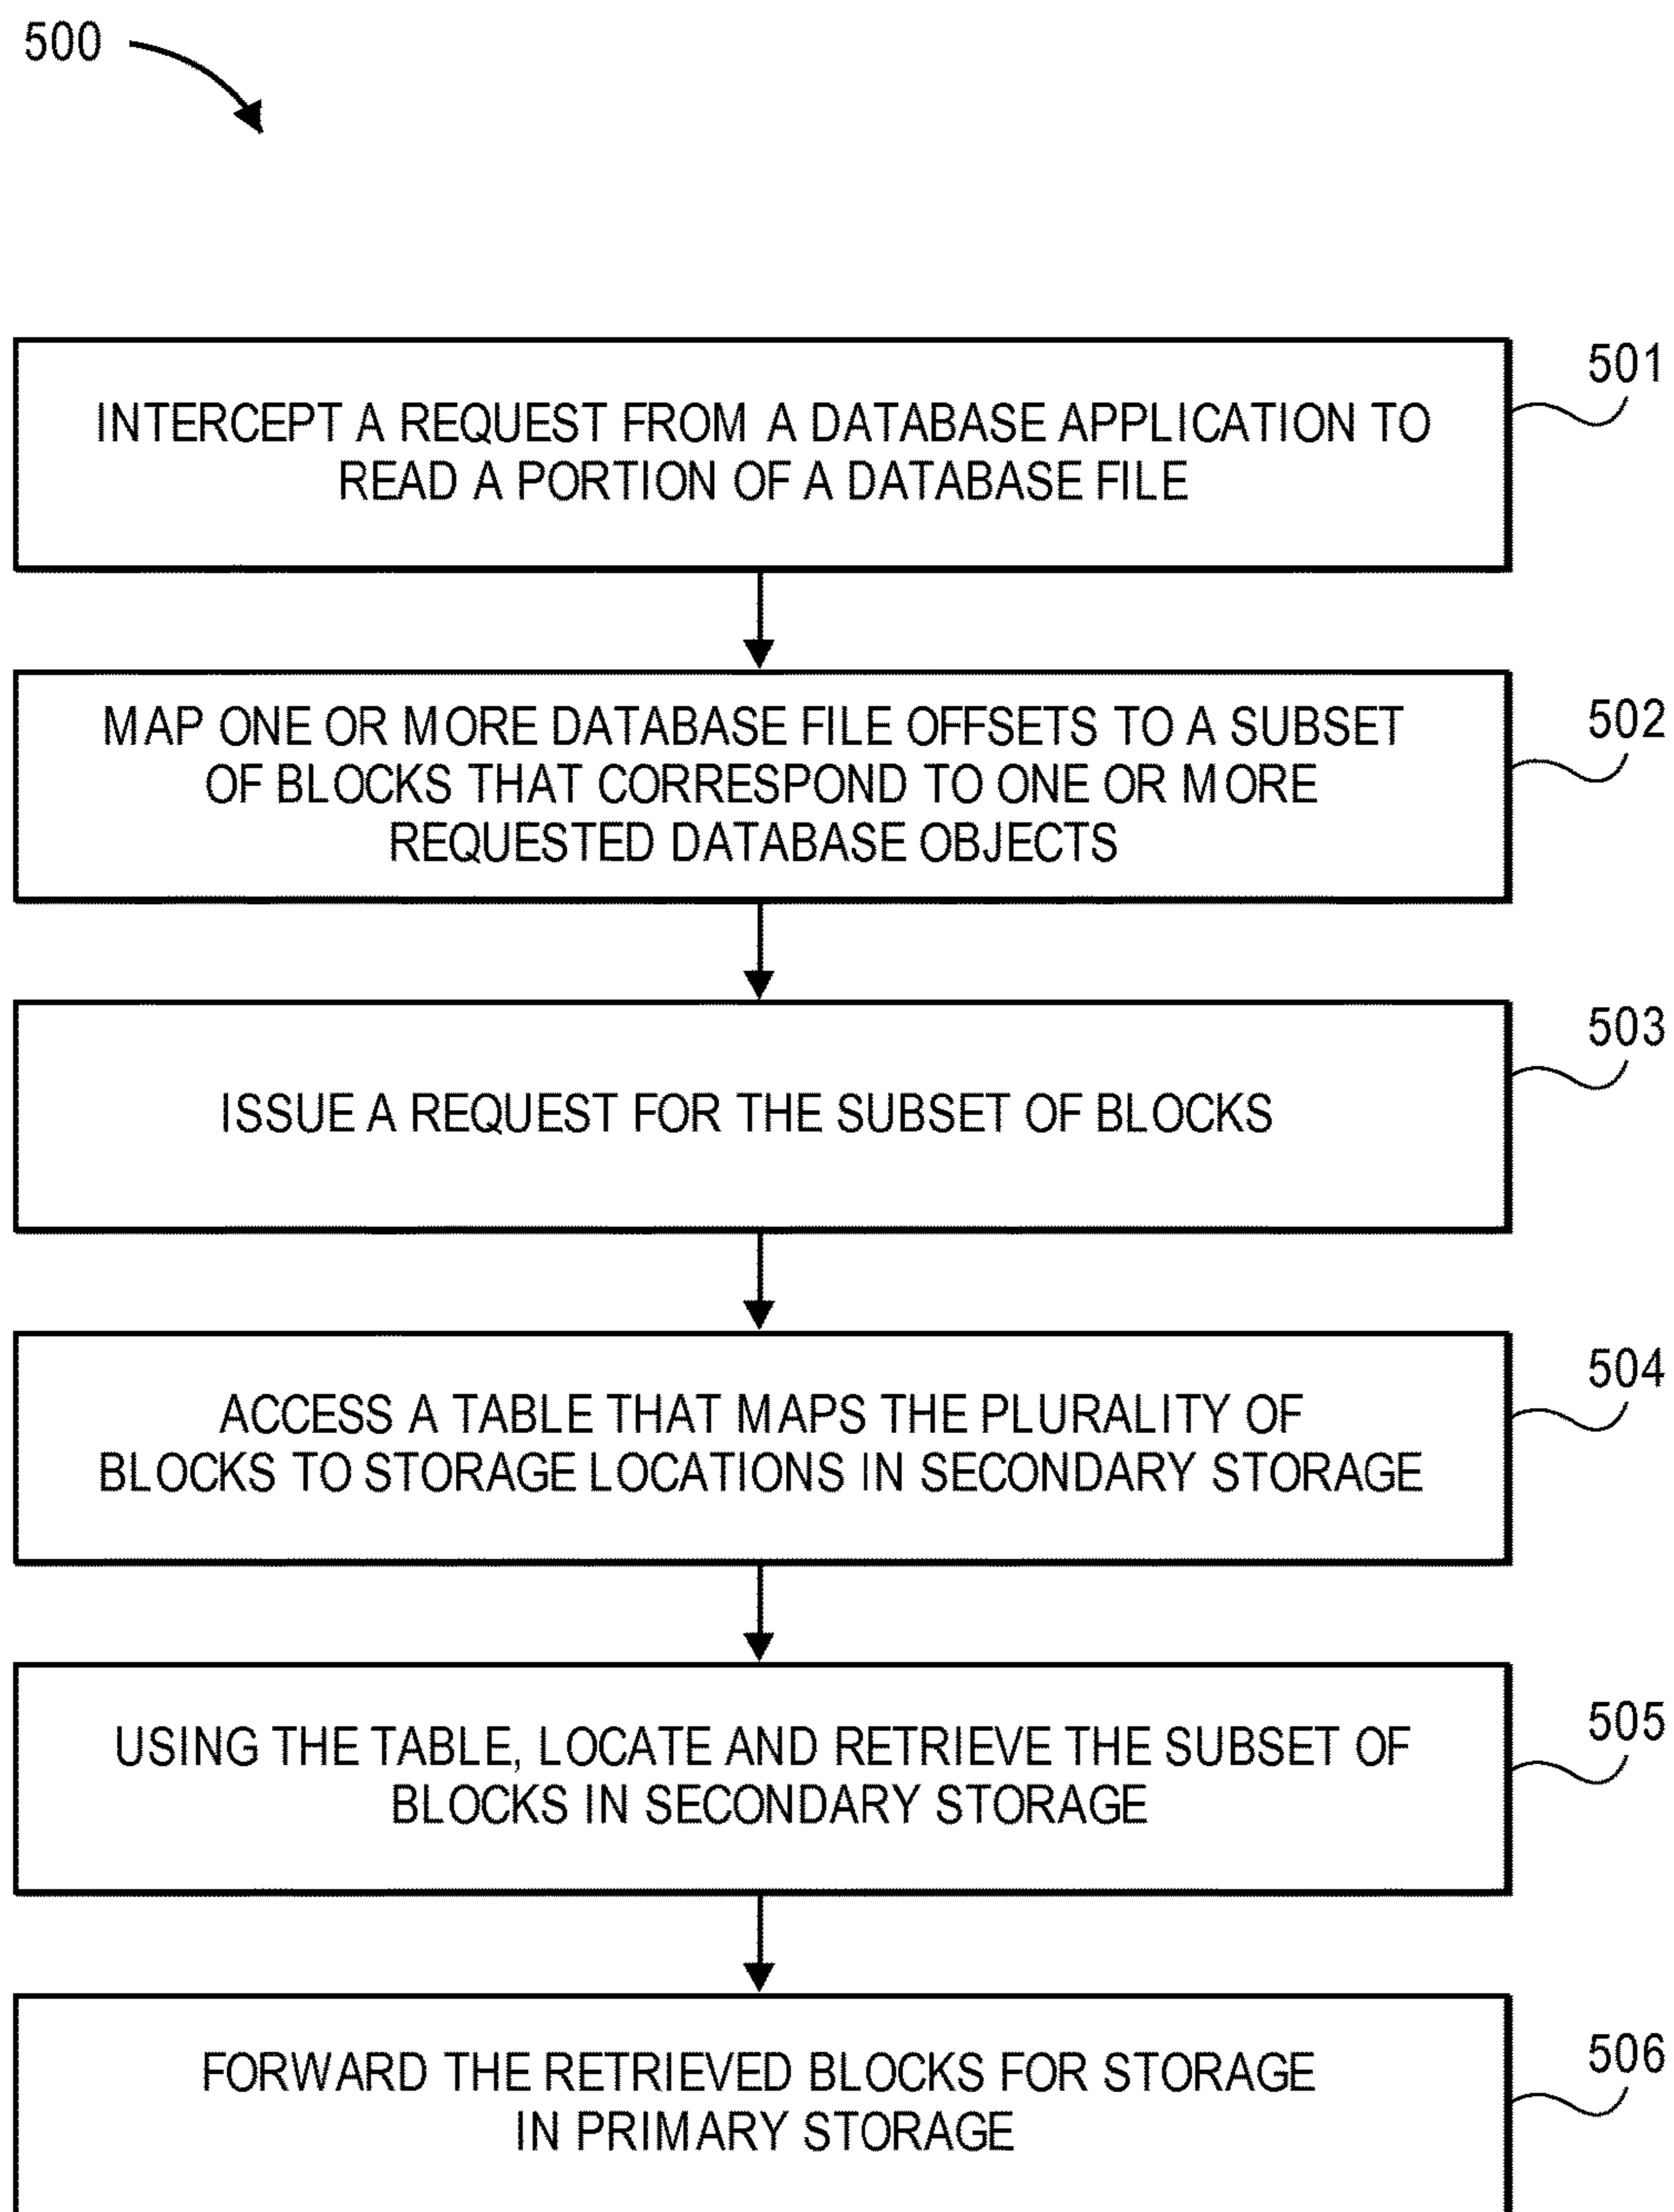 500
501
INTERCEPT A REQUEST FROM A DATABASE APPLICATION TO
READ A PORTION OF A DATABASE FILE
502
MAP ONE OR MORE DATABASE FILE OFFSETS TO A SUBSET
OF BLOCKS THAT CORRESPOND TO ONE OR MORE
REQUESTED DATABASE OBJECTS
503
ISSUE A REQUEST FOR THE SUBSET OF BLOCKS
504
ACCESS A TABLE THAT MAPS THE PLURALITY OF
BLOCKS TO STORAGE LOCATIONS IN SECONDARY STORAGE
505
USING THE TABLE, LOCATE AND RETRIEVE THE SUBSET OF
BLOCKS IN SECONDARY STORAGE
506
FORWARD THE RETRIEVED BLOCKS FOR STORAGE
IN PRIMARY STORAGE